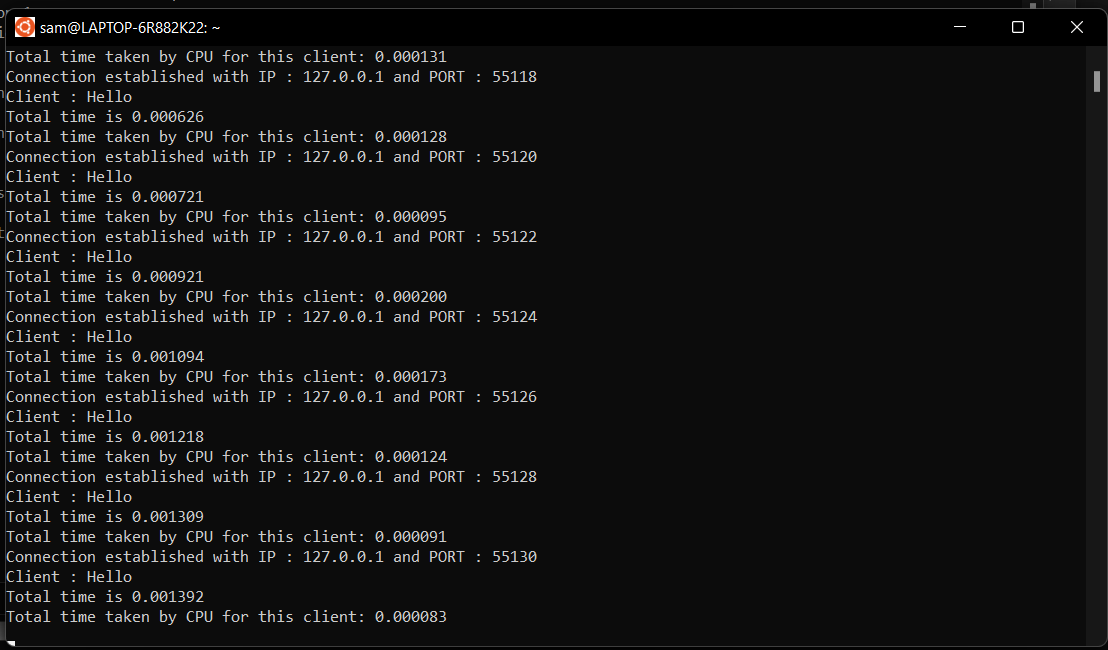 sam@LAPTOP-6R882K22: ~
Total time taken by CPU for this client: 0.000131
Connection established with IP : 127.0.0.1 and PORT : 55118
Client : Hello
Total time is 0.000626
Total time taken by CPU for this client: 0.000128
Connection established with IP : 127.0.0.1 and PORT : 55120
Client : Hello
Total time is 0.000721
Total time taken by CPU for this client: 0.000095
Connection established with IP : 127.0.0.1 and PORT : 55122
Client : Hello
Total time is 0.000921
Total time taken by CPU for this client: 0.000200
Connection established with IP : 127.0.0.1 and PORT : 55124
Client : Hello
Total time is 0.001094
Total time taken by CPU for this client: 0.000173
Connection established with IP : 127.0.0.1 and PORT : 55126
Client : Hello
Total time is 0.001218
Total time taken by CPU for this client: 0.000124
Connection established with IP : 127.0.0.1 and PORT : 55128
Client : Hello
Total time is 0.001309
Total time taken by CPU for this client: 0.000091
Connection established with IP : 127.0.0.1 and PORT : 55130
Client : Hello
Total time is 0.001392
Total time taken by CPU for this client: 0.000083